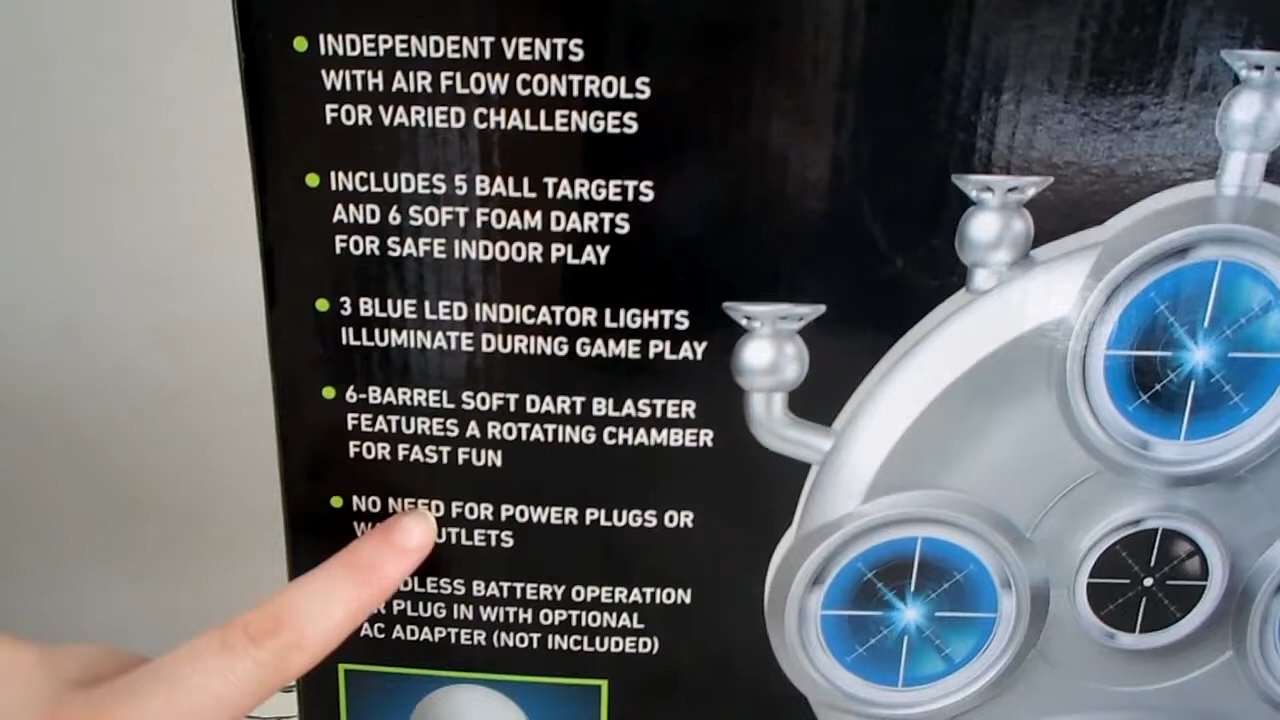 INDEPENDENT VENTS
WITH AIR FLOW CONTROLS
FOR VARIED CHALLENGES
INCLUDES 5 BALL TARGETS
AND 6 SOFT FOAM DARTS
FOR SAFE INDOOR PLAY
3 BLUE LED INDICATOR LIGHTS
ILLUMINATE DURING GAME PLAY
6-BARREL SOFT DART BLASTER
FEATURES A ROTATING CHAMBER
FOR FAST FUN
NO NEED FOR POWER PLUGS OR
BATTERY OPERATION
PLUG IN WITH OPTIONAL
AC ADAPTER (NOT INCLUDED)